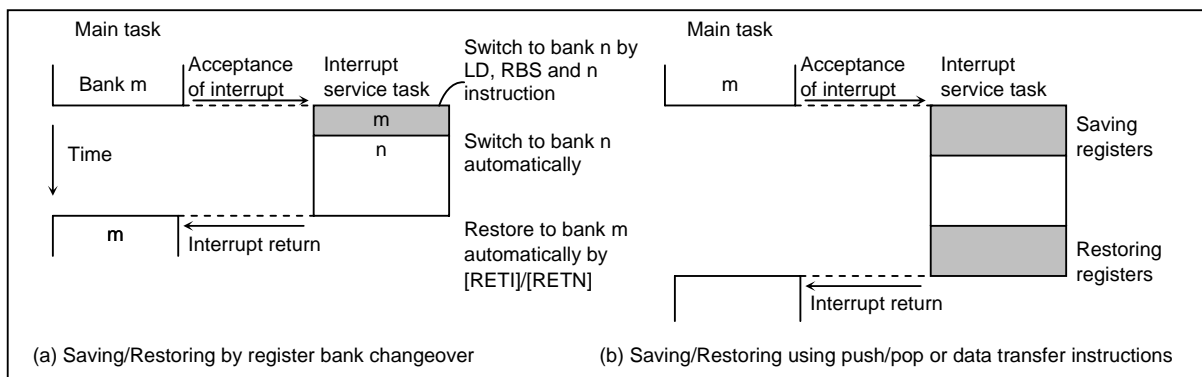 Main task
Bank m
Acceptance
of interrupt
Interrupt
service task
Switch to bank n by
LD, RBS and n
instruction
m
n
Switch to bank n
automatically
Time
m
Interrupt return
Restore to bank m
automatically by
[RETI]/[RETN]
(a) Saving/Restoring by register bank changeover
Main task
m
Acceptance
of interrupt
Interrupt
service task
Saving
registers
Restoring
registers
Interrupt return
(b) Saving/Restoring using push/pop or data transfer instructions